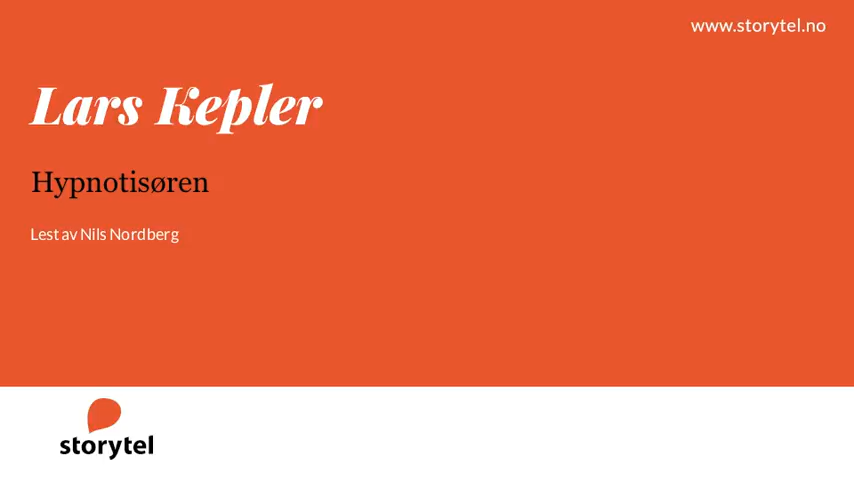 www.storytel.no
Lars Kepler
Hypnotisøren
Lest av Nils Nordberg
storytel